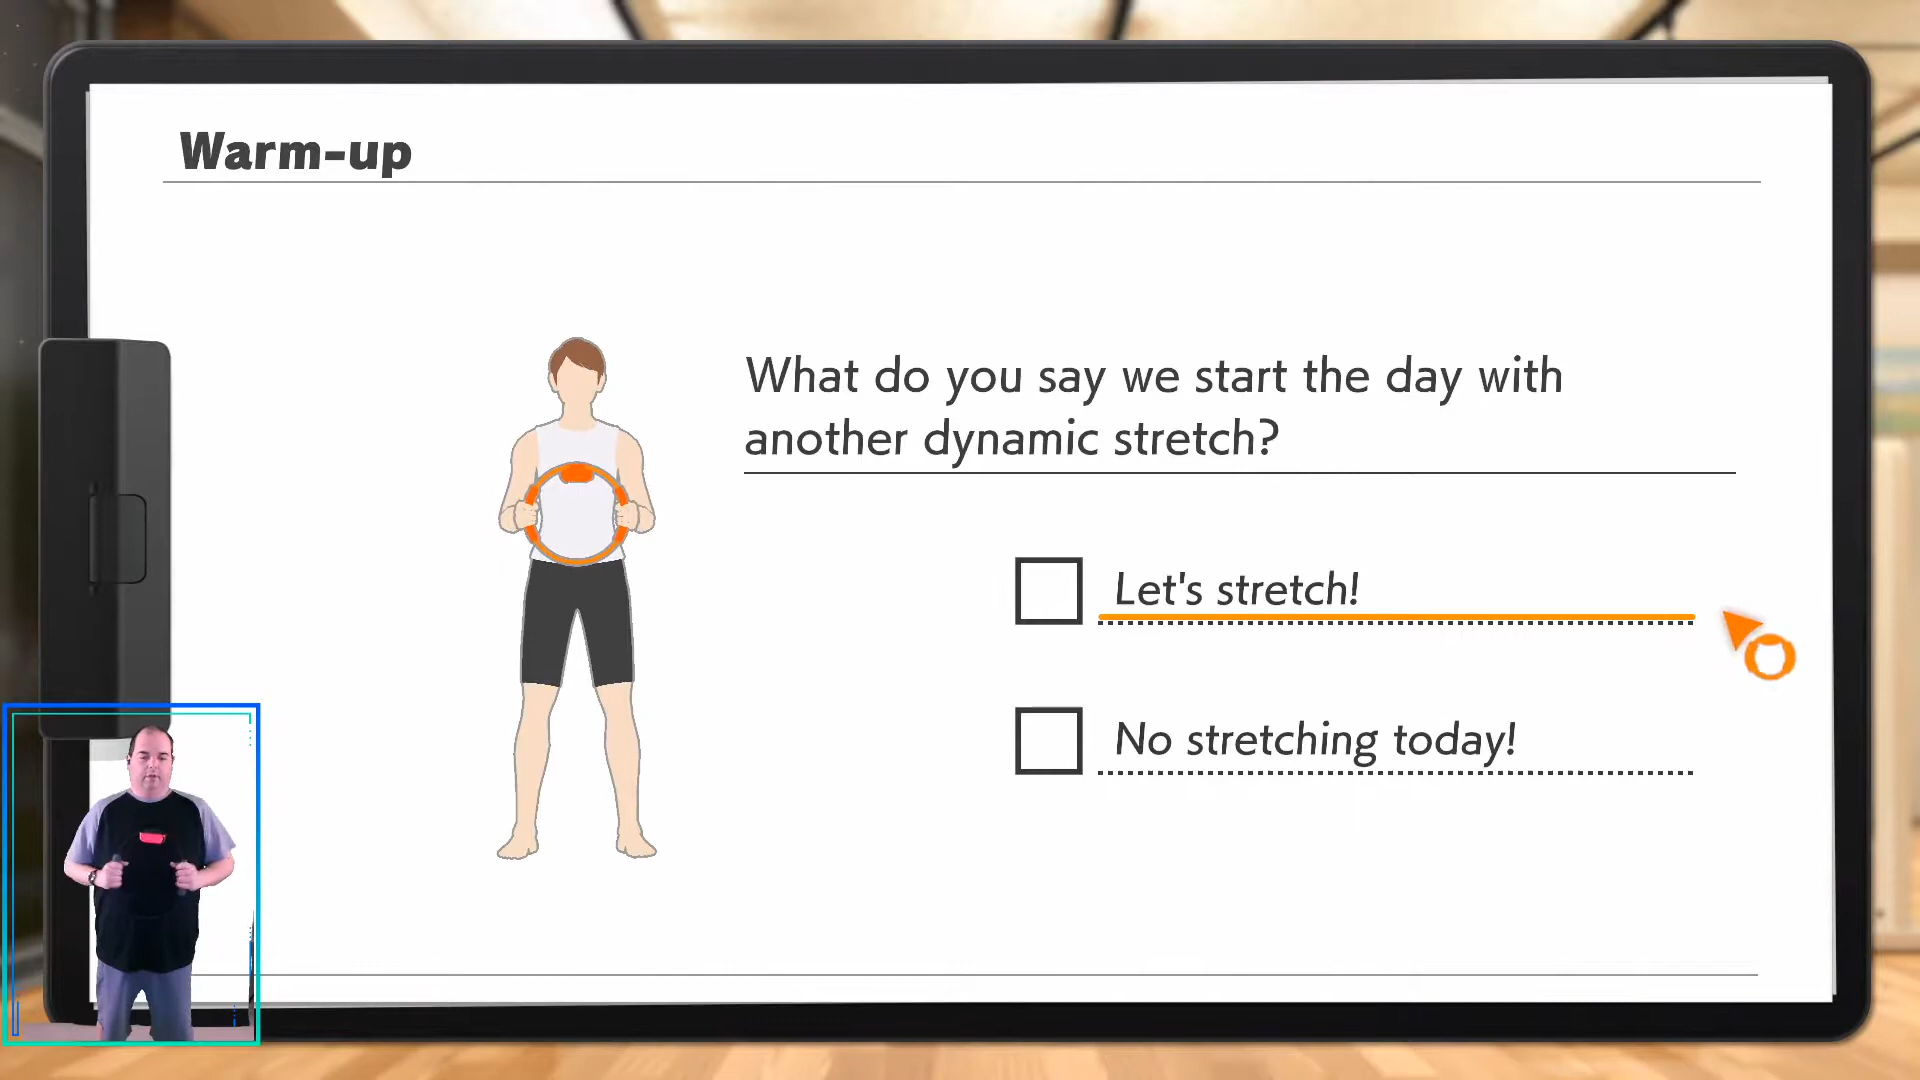 Warm-up
What do you say we start the day with
another dynamic stretch?
Let's stretch!
No stretching today!